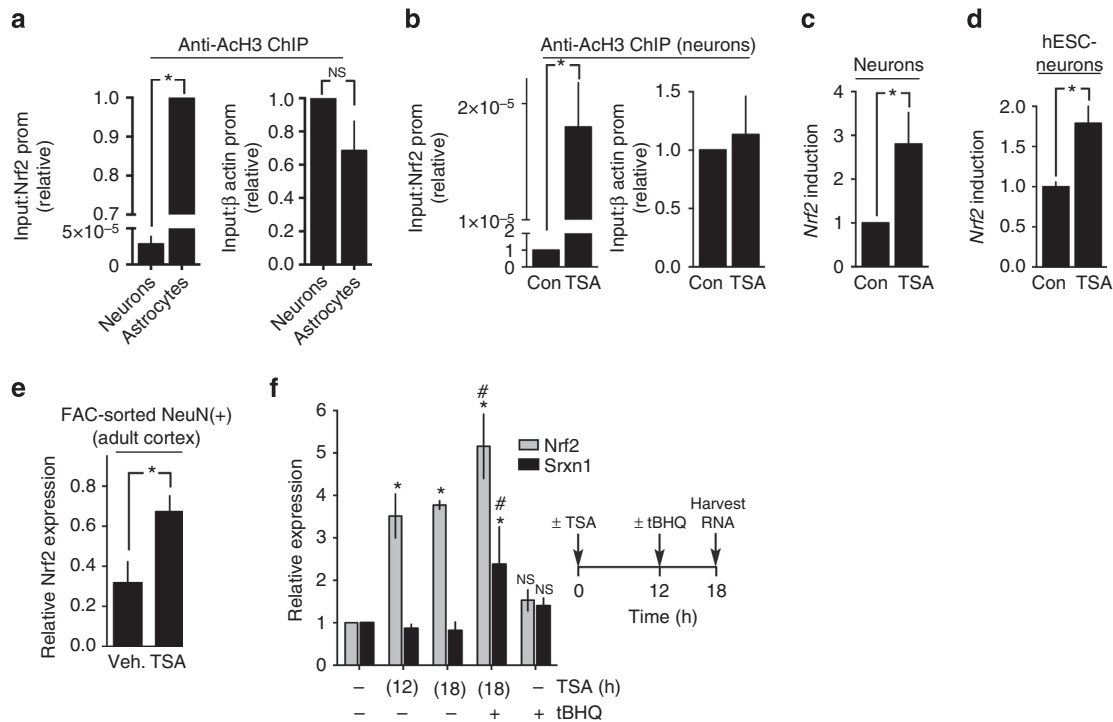 a
Anti-AcH3 ChIP
Input:Nrf2 prom
(relative)
1.0
0.9
0.8
0.7
5×10⁻⁵
0
*
Neurons
Astrocytes
Input:β actin prom
(relative)
1.0
0.8
0.6
0.4
0.2
0.0
NS
Neurons
Astrocytes
b
Anti-AcH3 ChIP (neurons)
Input:Nrf2 prom
(relative)
2×10⁻⁵
1×10⁻⁵
2
1
0
*
Con TSA
Input:β actin prom
(relative)
1.5
1.0
0.5
0.0
Con TSA
c
Neurons
Nrf2 induction
4
3
2
1
0
*
Con TSA
d
hESC-
neurons
Nrf2 induction
2.0
1.5
1.0
0.5
0.0
*
Con TSA
e
FAC-sorted NeuN(+)
(adult cortex)
Relative Nrf2 expression
0.8
0.6
0.4
0.2
0.0
*
Veh. TSA
f
Relative expression
6
5
4
3
2
1
0
*
*
#
*
#
*
NS
NS
Nrf2
Srxn1
– (12) (18) (18) – TSA (h)
– – – + + tBHQ
± TSA
± tBHQ
Harvest
RNA
0 12 18
Time (h)